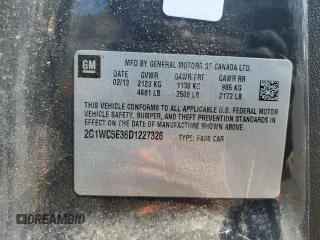 GM
MFD BY GENERAL MOTORS OF CANADA LTD.
DATE GVWR GAWR FRT GAWR RR
02/13 2123 KG 1138 KG 985 KG
4681 LB 2509 LB 2172 LB
THIS VEHICLE CONFORMS TO ALL APPLICABLE U.S. FEDERAL MOTOR
VEHICLE SAFETY, BUMPER, AND THEFT PREVENTION STANDARDS
IN EFFECT ON THE DATE OF MANUFACTURE SHOWN ABOVE.
2G1WC5E36D1227326 TYPE: PASS CAR
DIABLOBID